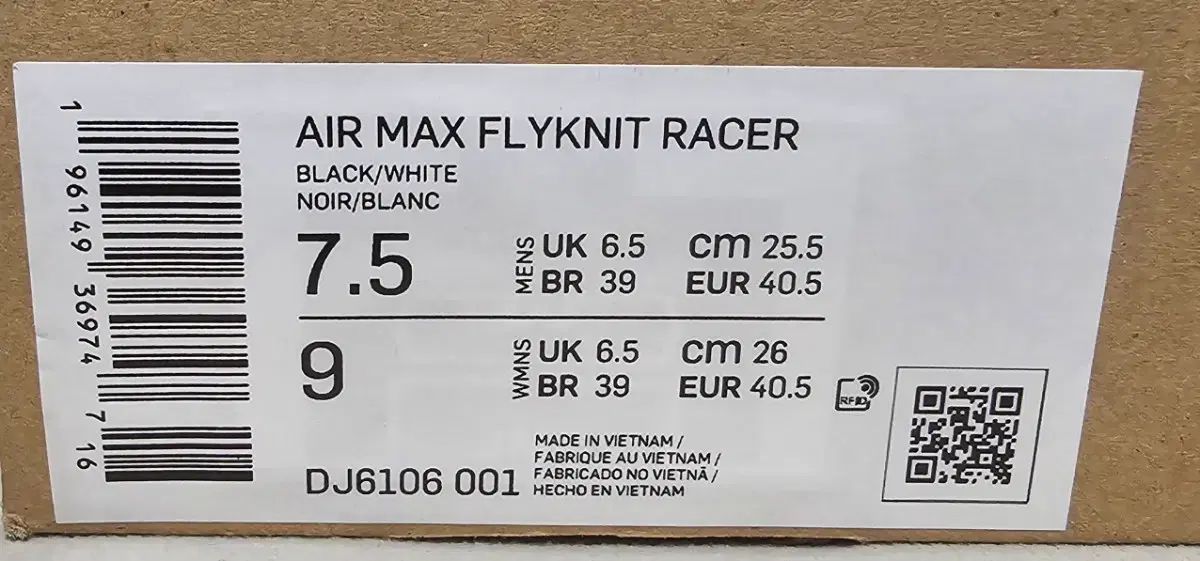 1 96149 36974 7 16
AIR MAX FLYKNIT RACER
BLACK/WHITE
NOIR/BLANC
7.5 MENS UK 6.5 CM 25.5
BR 39 EUR 40.5
9 WMNS UK 6.5 CM 26
BR 39 EUR 40.5
RFID
DJ6106 001
MADE IN VIETNAM /
FABRIQUE AU VIETNAM /
FABRICADO NO VIETNÃ /
HECHO EN VIETNAM